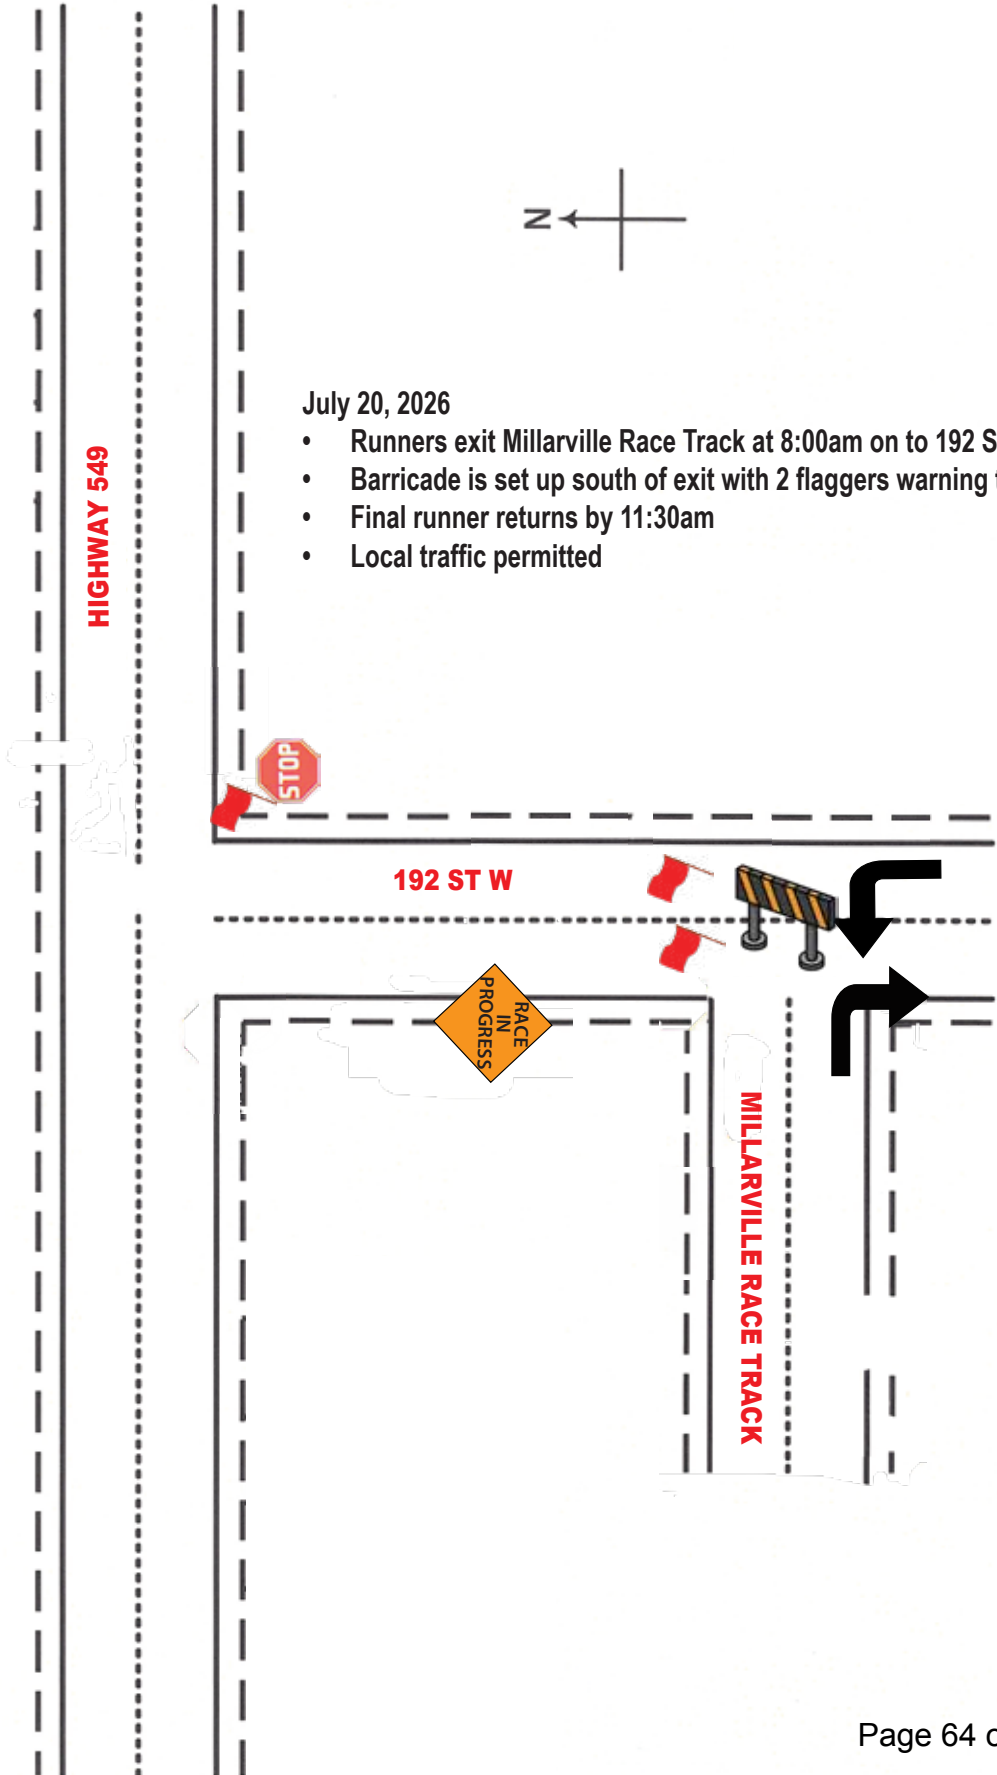 N
July 20, 2026
• Runners exit Millarville Race Track at 8:00am on to 192 S
• Barricade is set up south of exit with 2 flaggers warning
• Final runner returns by 11:30am
• Local traffic permitted
HIGHWAY 549
STOP
192 ST W
RACE
IN
PROGRESS
MILLARVILLE RACE TRACK
Page 64